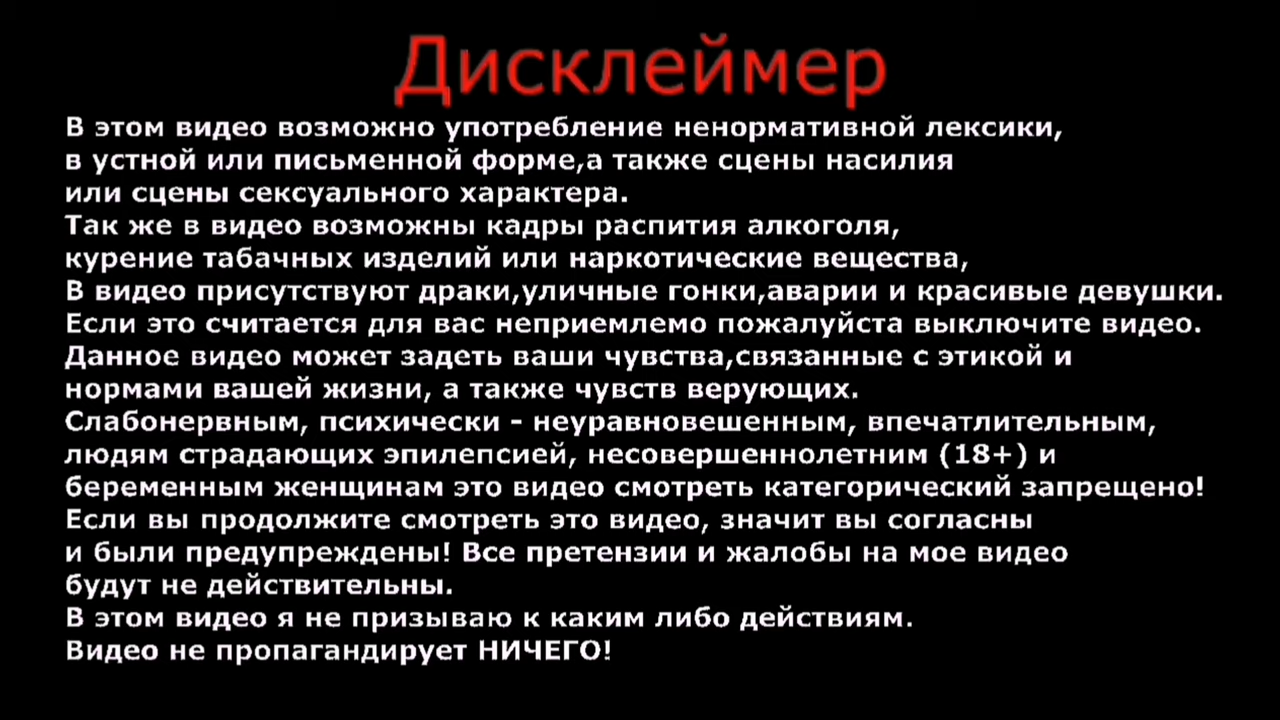 Дисклеймер
В этом видео возможно употребление ненормативной лексики,
в устной или письменной форме,а также сцены насилия
или сцены сексуального характера.
Так же в видео возможны кадры распития алкоголя,
курение табачных изделий или наркотические вещества,
В видео присутствуют драки,уличные гонки,аварии и красивые девушки.
Если это считается для вас неприемлемо пожалуйста выключите видео.
Данное видео может задеть ваши чувства,связанные с этикой и
нормами вашей жизни, а также чувств верующих.
Слабонервным, психически - неуравновешенным, впечатлительным,
людям страдающих эпилепсией, несовершеннолетним (18+) и
беременным женщинам это видео смотреть категорический запрещено!
Если вы продолжите смотреть это видео, значит вы согласны
и были предупреждены! Все претензии и жалобы на мое видео
будут не действительны.
В этом видео я не призываю к каким либо действиям.
Видео не пропагандирует НИЧЕГО!